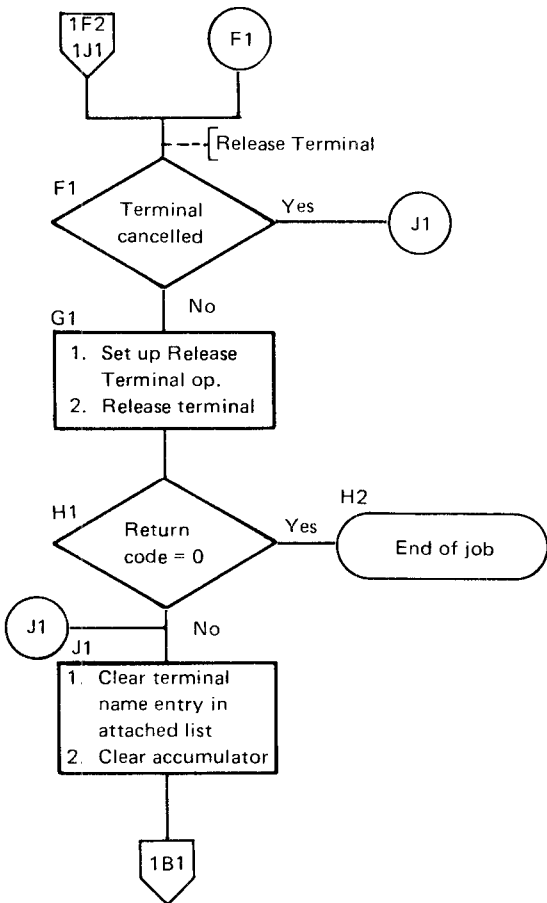 1F2
1J1
F1
Release Terminal
F1
Terminal
cancelled
Yes
J1
No
G1
1. Set up Release
Terminal op.
2. Release terminal
H1
Return
code = 0
Yes
H2
End of job
J1
No
J1
1. Clear terminal
name entry in
attached list
2. Clear accumulator
1B1